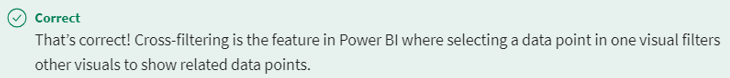 Correct
That's correct! Cross-filtering is the feature in Power BI where selecting a data point in one visual filters
other visuals to show related data points.